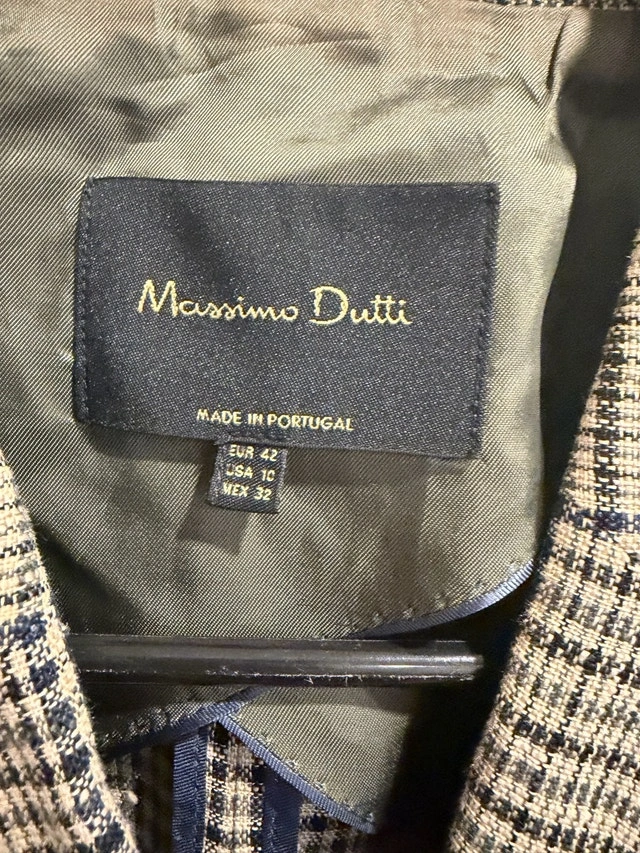 Massimo Dutti
MADE IN PORTUGAL
EUR 42
USA 10
MEX 32